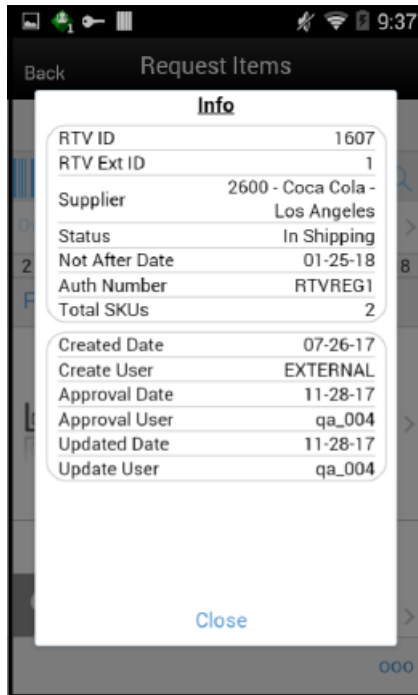 9:37
Back
Request Items
Info
RTV ID 1607
RTV Ext ID 1
Supplier 2600 - Coca Cola -
Los Angeles
Status In Shipping
Not After Date 01-25-18
Auth Number RTVREG1
Total SKUs 2
Created Date 07-26-17
Create User EXTERNAL
Approval Date 11-28-17
Approval User qa_004
Updated Date 11-28-17
Update User qa_004
Close
2
8